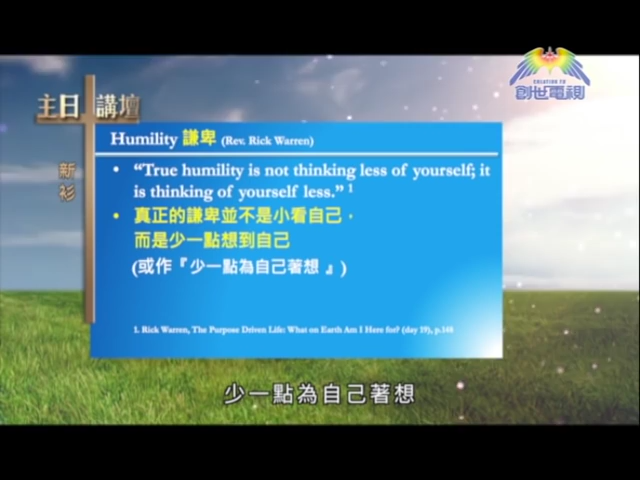 CREATION TV
創世電視
主日講壇
新衫
Humility 謙卑 (Rev. Rick Warren)
• “True humility is not thinking less of yourself; it
is thinking of yourself less.” 1
• 真正的謙卑並不是小看自己，
而是少一點想到自己
(或作『少一點為自己著想 』)
1. Rick Warren, The Purpose Driven Life: What on Earth Am I Here for? (day 19), p.148
少一點為自己著想